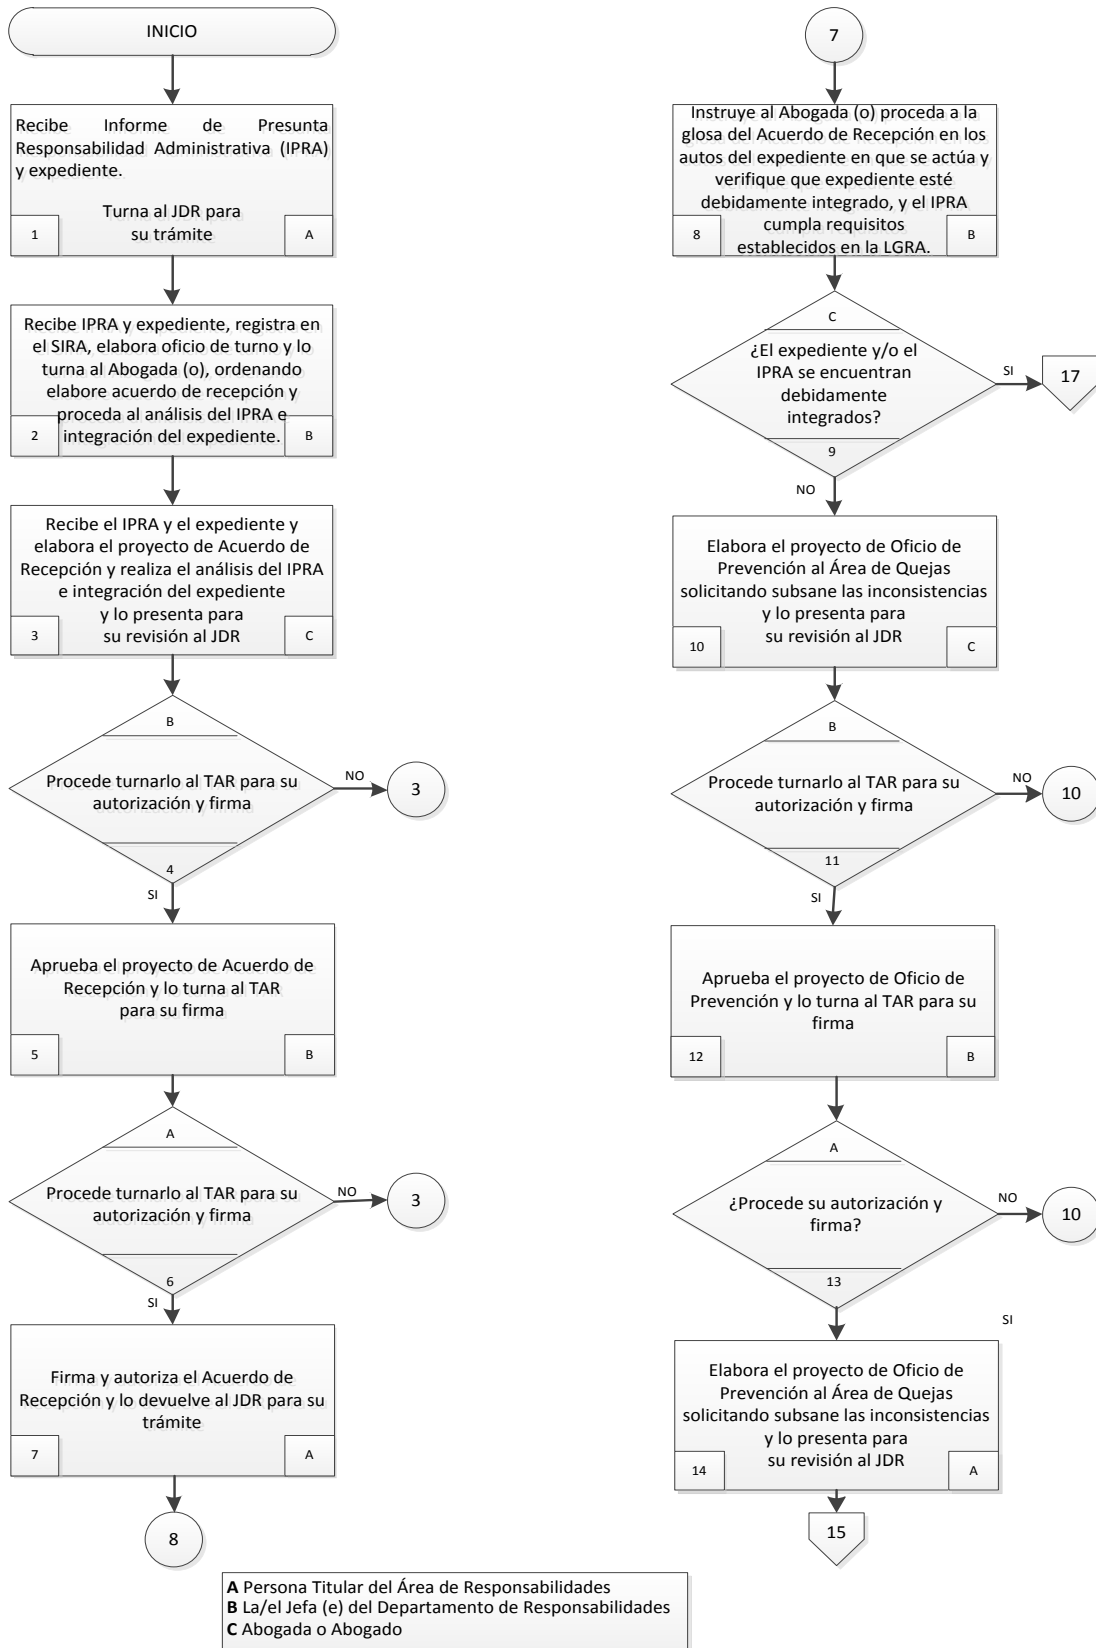 INICIO
Recibe Informe de Presunta
Responsabilidad Administrativa (IPRA)
y expediente.
Turna al JDR para
su trámite
1
A
Recibe IPRA y expediente, registra en
el SIRA, elabora oficio de turno y lo
turna al Abogada (o), ordenando
elabore acuerdo de recepción y
proceda al análisis del IPRA e
integración del expediente.
2
B
Recibe el IPRA y el expediente y
elabora el proyecto de Acuerdo de
Recepción y realiza el análisis del IPRA
e integración del expediente
y lo presenta para
su revisión al JDR
3
C
B
Procede turnarlo al TAR para su
autorización y firma
4
NO
3
SI
Aprueba el proyecto de Acuerdo de
Recepción y lo turna al TAR
para su firma
5
B
A
Procede turnarlo al TAR para su
autorización y firma
6
NO
3
SI
Firma y autoriza el Acuerdo de
Recepción y lo devuelve al JDR para su
trámite
7
A
8
7
Instruye al Abogada (o) proceda a la
glosa del Acuerdo de Recepción en los
autos del expediente en que se actúa y
verifique que expediente esté
debidamente integrado, y el IPRA
cumpla requisitos
establecidos en la LGRA.
8
B
C
¿El expediente y/o el
IPRA se encuentran
debidamente
integrados?
9
SI
17
NO
Elabora el proyecto de Oficio de
Prevención al Área de Quejas
solicitando subsane las inconsistencias
y lo presenta para
su revisión al JDR
10
C
B
Procede turnarlo al TAR para su
autorización y firma
11
NO
10
SI
Aprueba el proyecto de Oficio de
Prevención y lo turna al TAR para su
firma
12
B
A
¿Procede su autorización y
firma?
13
NO
10
SI
Elabora el proyecto de Oficio de
Prevención al Área de Quejas
solicitando subsane las inconsistencias
y lo presenta para
su revisión al JDR
14
A
15
A Persona Titular del Área de Responsabilidades
B La/el Jefa (e) del Departamento de Responsabilidades
C Abogada o Abogado